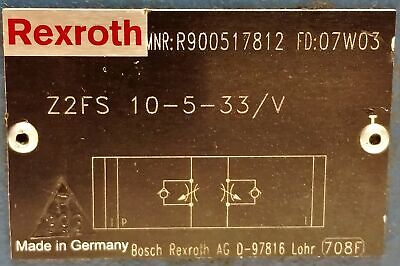 Rexroth
MNR:R900517812 FD:07W03
Z2FS 10-5-33/V
Made in Germany
Bosch Rexroth AG D-97816 Lohr 708F